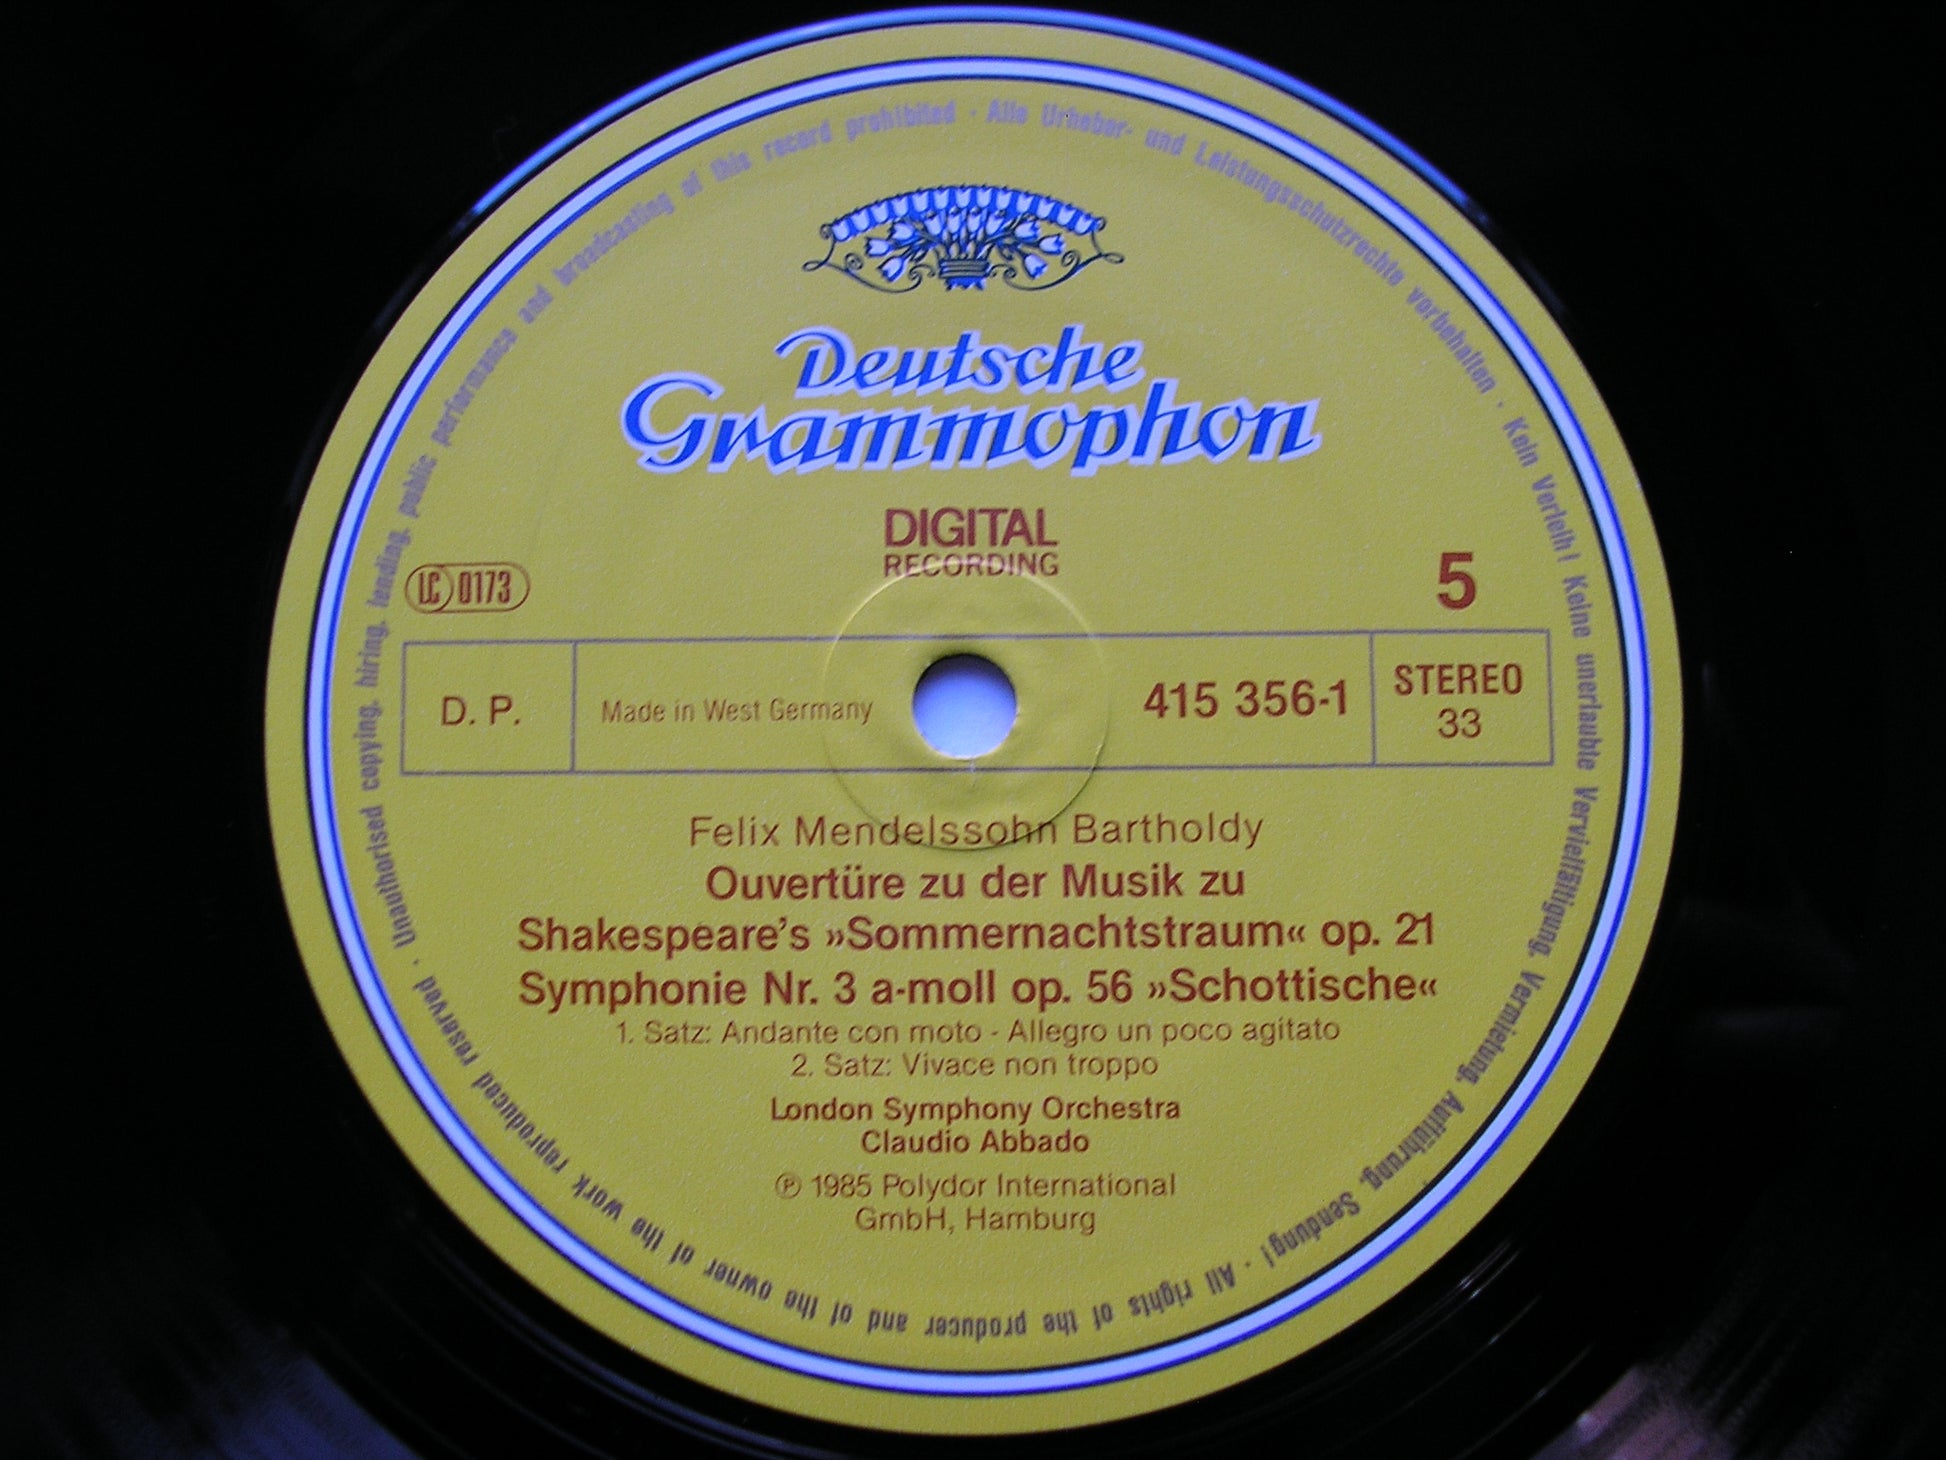 Unauthorised copying, hiring, lending, public performance and broadcasting of this record prohibited · Alle Urheber- und Leistungsschutzrechte vorbehalten · Kein Verleih! Keine unerlaubte Vervielfältigung, Vermietung, Aufführung, Sendung! · All rights of the producer and of the owner of the work reproduced reserved ·
Deutsche
Grammophon
DIGITAL
RECORDING
LC 0173
5
D. P.
Made in West Germany
415 356-1
STEREO
33
Felix Mendelssohn Bartholdy
Ouvertüre zu der Musik zu
Shakespeare's »Sommernachtstraum« op. 21
Symphonie Nr. 3 a-moll op. 56 »Schottische«
1. Satz: Andante con moto - Allegro un poco agitato
2. Satz: Vivace non troppo
London Symphony Orchestra
Claudio Abbado
℗ 1985 Polydor International
GmbH, Hamburg